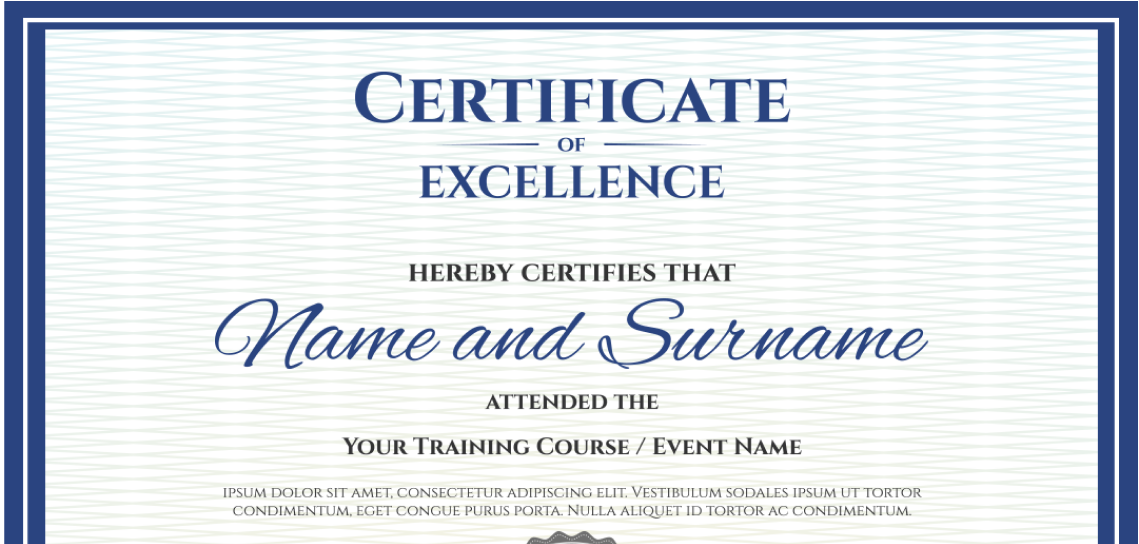 Certificate
OF
EXCELLENCE
HEREBY CERTIFIES THAT
Name and Surname
ATTENDED THE
Your Training Course / Event Name
IPSUM DOLOR SIT AMET, CONSECTETUR ADIPISCING ELIT. VESTIBULUM SODALES IPSUM UT TORTOR
CONDIMENTUM, EGET CONGUE PURUS PORTA. NULLA ALIQUET ID TORTOR AC CONDIMENTUM.